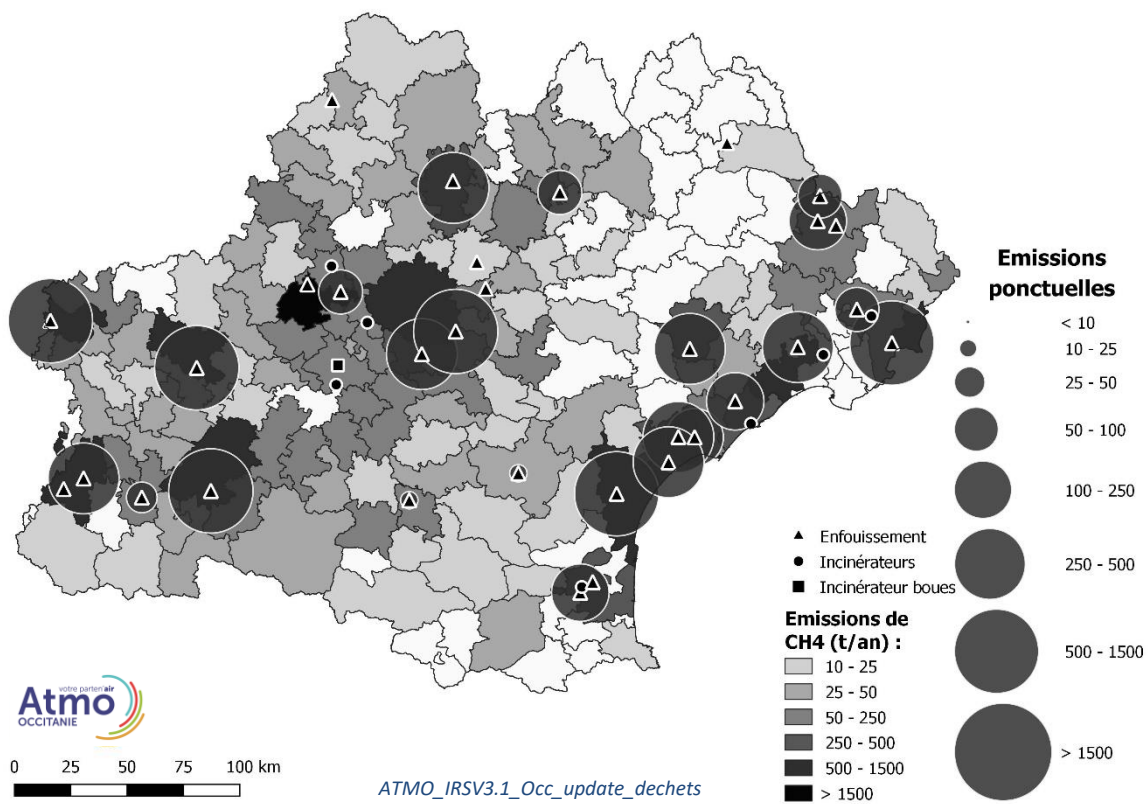 Emissions
ponctuelles
< 10
10 - 25
25 - 50
50 - 100
100 - 250
250 - 500
500 - 1500
> 1500
Enfouissement
Incinérateurs
Incinérateur boues
Emissions de
CH4 (t/an) :
10 - 25
25 - 50
50 - 250
250 - 500
500 - 1500
> 1500
votre parten'air
Atmo
OCCITANIE
0 25 50 75 100 km
ATMO_IRSV3.1_Occ_update_dechets